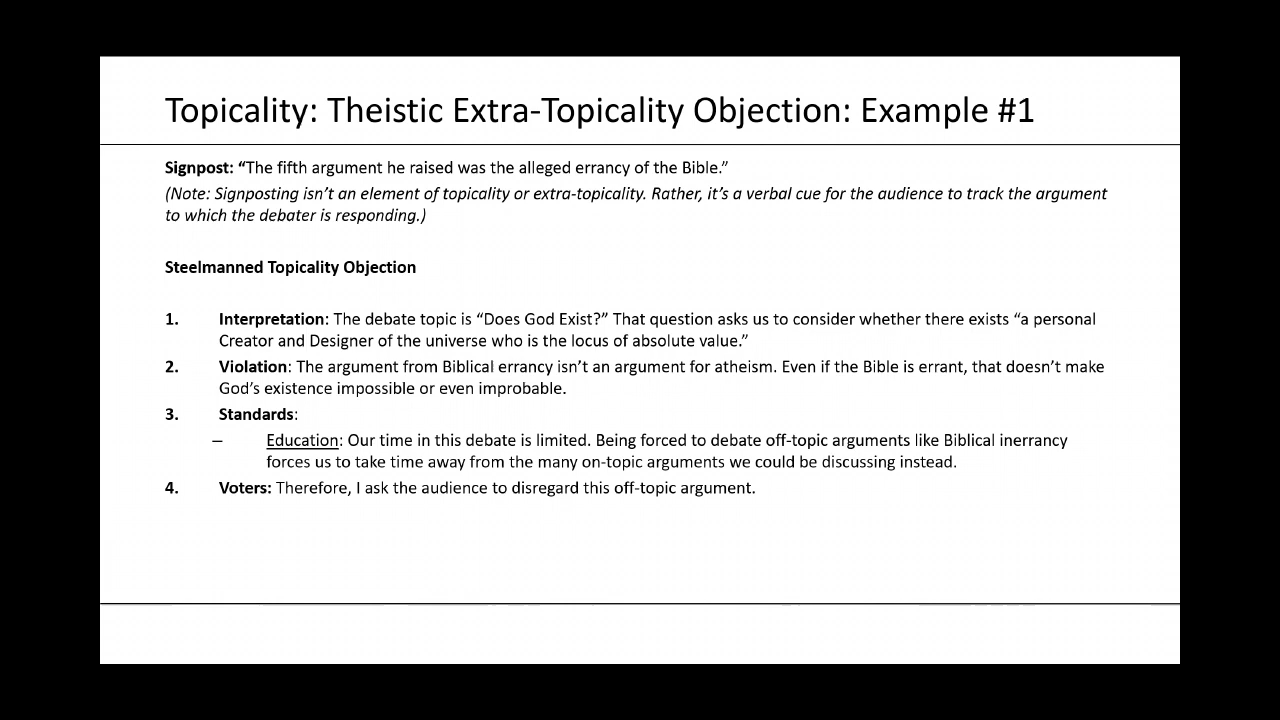 Topicality: Theistic Extra-Topicality Objection: Example #1
Signpost: “The fifth argument he raised was the alleged errancy of the Bible.”
(Note: Signposting isn’t an element of topicality or extra-topicality. Rather, it’s a verbal cue for the audience to track the argument
to which the debater is responding.)
Steelmanned Topicality Objection
1. Interpretation: The debate topic is “Does God Exist?” That question asks us to consider whether there exists “a personal
Creator and Designer of the universe who is the locus of absolute value.”
2. Violation: The argument from Biblical errancy isn’t an argument for atheism. Even if the Bible is errant, that doesn’t make
God’s existence impossible or even improbable.
3. Standards:
– Education: Our time in this debate is limited. Being forced to debate off-topic arguments like Biblical inerrancy
forces us to take time away from the many on-topic arguments we could be discussing instead.
4. Voters: Therefore, I ask the audience to disregard this off-topic argument.